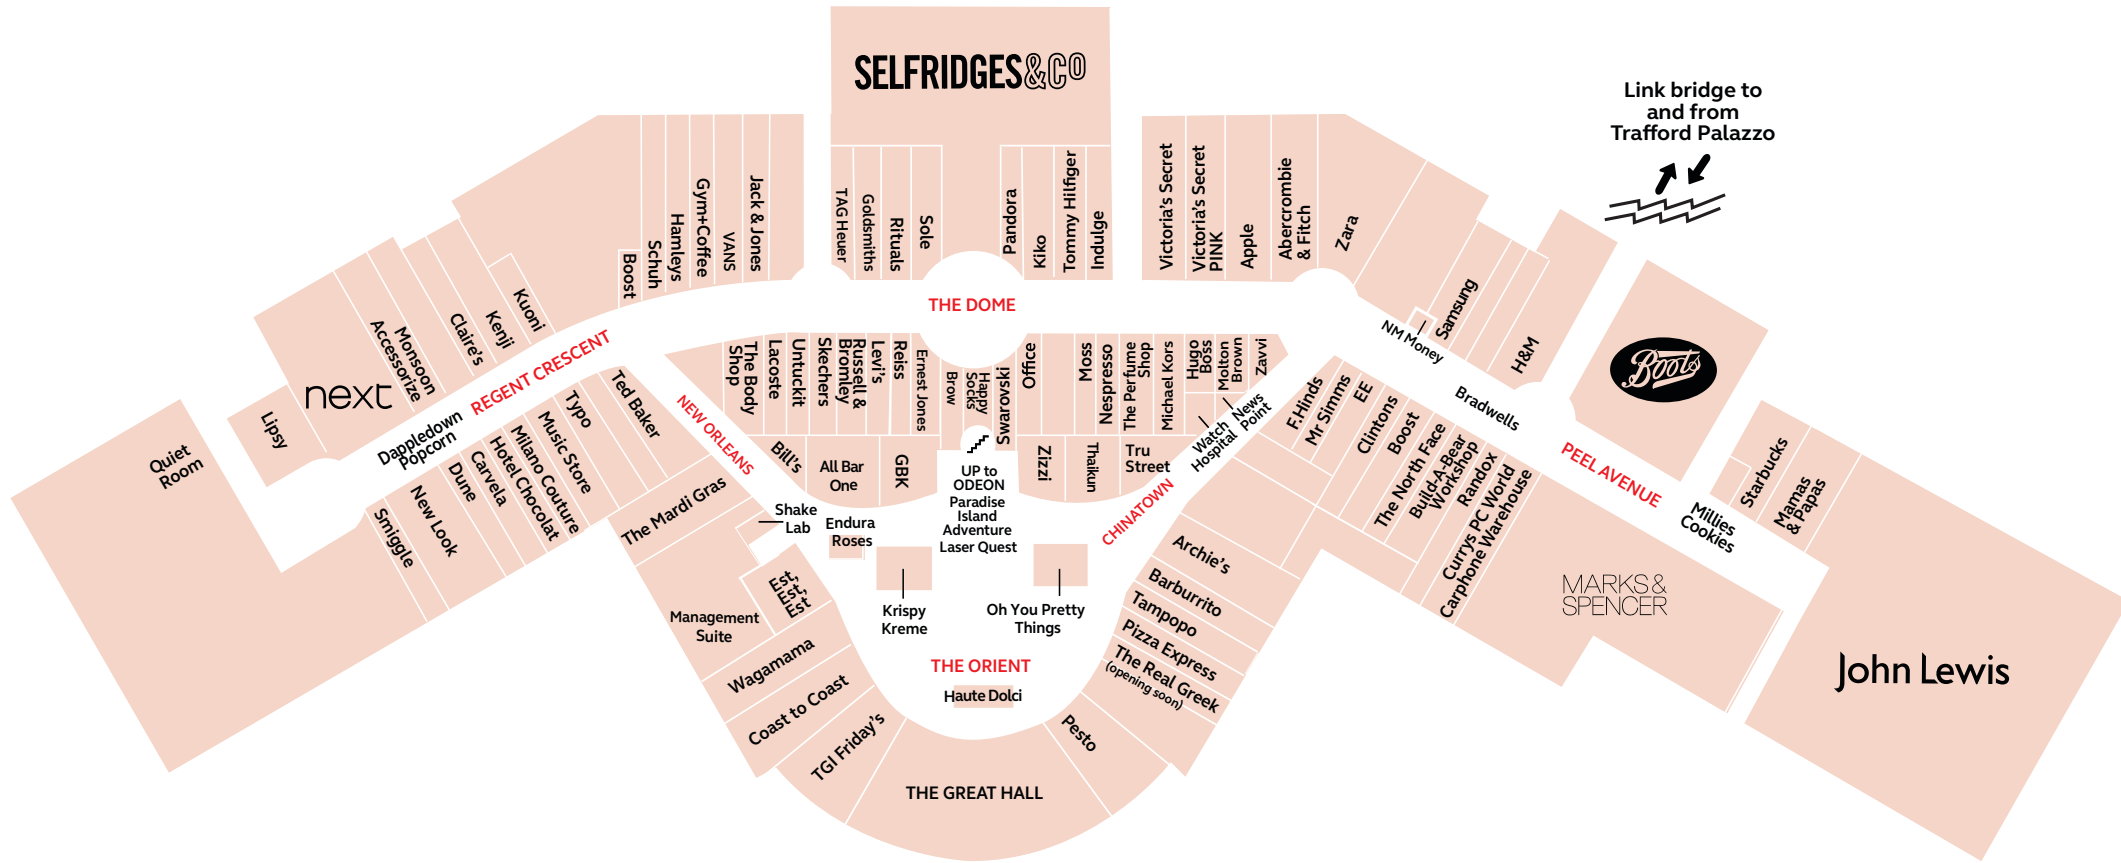 SELFRIDGES&CO
Link bridge to
and from
Trafford Palazzo
Quiet
Room
Lipsy
next
Monsoon
Accessorize
Claire's
Kenji
Kuoni
Boost
Schuh
Hamleys
Gym+Coffee
VANS
Jack & Jones
TAG Heuer
Goldsmiths
Rituals
Sole
Pandora
Kiko
Tommy Hilfiger
Indulge
Victoria's Secret
Victoria's Secret
PINK
Apple
Abercrombie
& Fitch
Zara
NM Money
Samsung
H&M
Boots
Starbucks
Mamas
& Papas
John Lewis
REGENT CRESCENT
THE DOME
PEEL AVENUE
Bradwells
Millies
Cookies
Dappledown
Popcorn
Smiggle
New Look
Dune
Carvela
Hotel Chocolat
Milano Couture
Music Store
Typo
Ted Baker
NEW ORLEANS
The Body
Shop
Lacoste
Untuckit
Skechers
Russell &
Bromley
Levi's
Reiss
Ernest Jones
Brow
Happy
Socks
Swarovski
Office
Moss
Nespresso
The Perfume
Shop
Michael Kors
Hugo
Boss
Molton
Brown
Zavvi
News
Point
Watch
Hospital
Bill's
All Bar
One
GBK
UP to
ODEON
Paradise
Island
Adventure
Laser Quest
Zizzi
Thaikun
Tru
Street
CHINATOWN
F.Hinds
Mr Simms
EE
Clintons
Boost
The North Face
Build-A-Bear
Workshop
Randox
Currys PC World
Carphone Warehouse
MARKS &
SPENCER
The Mardi Gras
Shake
Lab
Endura
Roses
Krispy
Kreme
Oh You Pretty
Things
Est,
Est,
Est
Management
Suite
Wagamama
Coast to Coast
TGI Friday's
THE ORIENT
Haute Dolci
THE GREAT HALL
Pesto
Archie's
Barburrito
Tampopo
Pizza Express
The Real Greek
(opening soon)